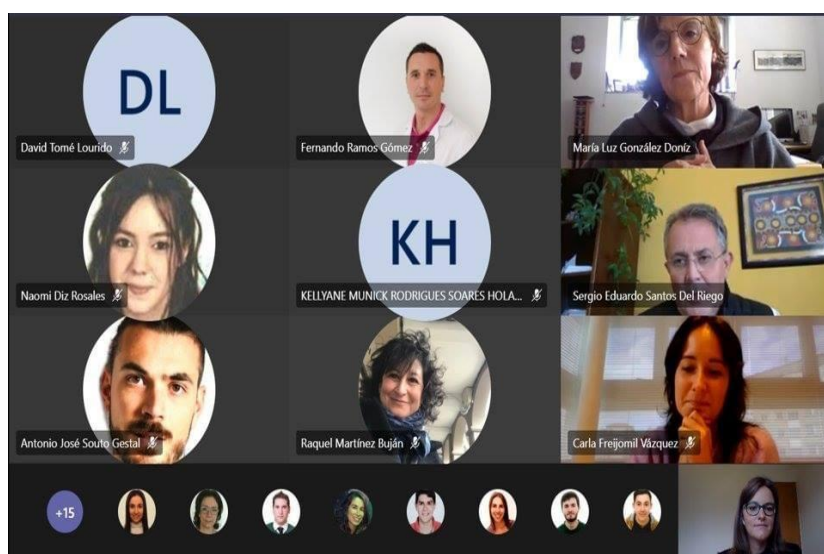 DL
David Tomé Lourido
Fernando Ramos Gómez
María Luz González Doníz
KH
Naomi Diz Rosales
KELLYANE MUNICK RODRIGUES SOARES HOLA...
Sergio Eduardo Santos Del Riego
Antonio José Souto Gestal
Raquel Martínez Buján
Carla Freijomil Vázquez
+15